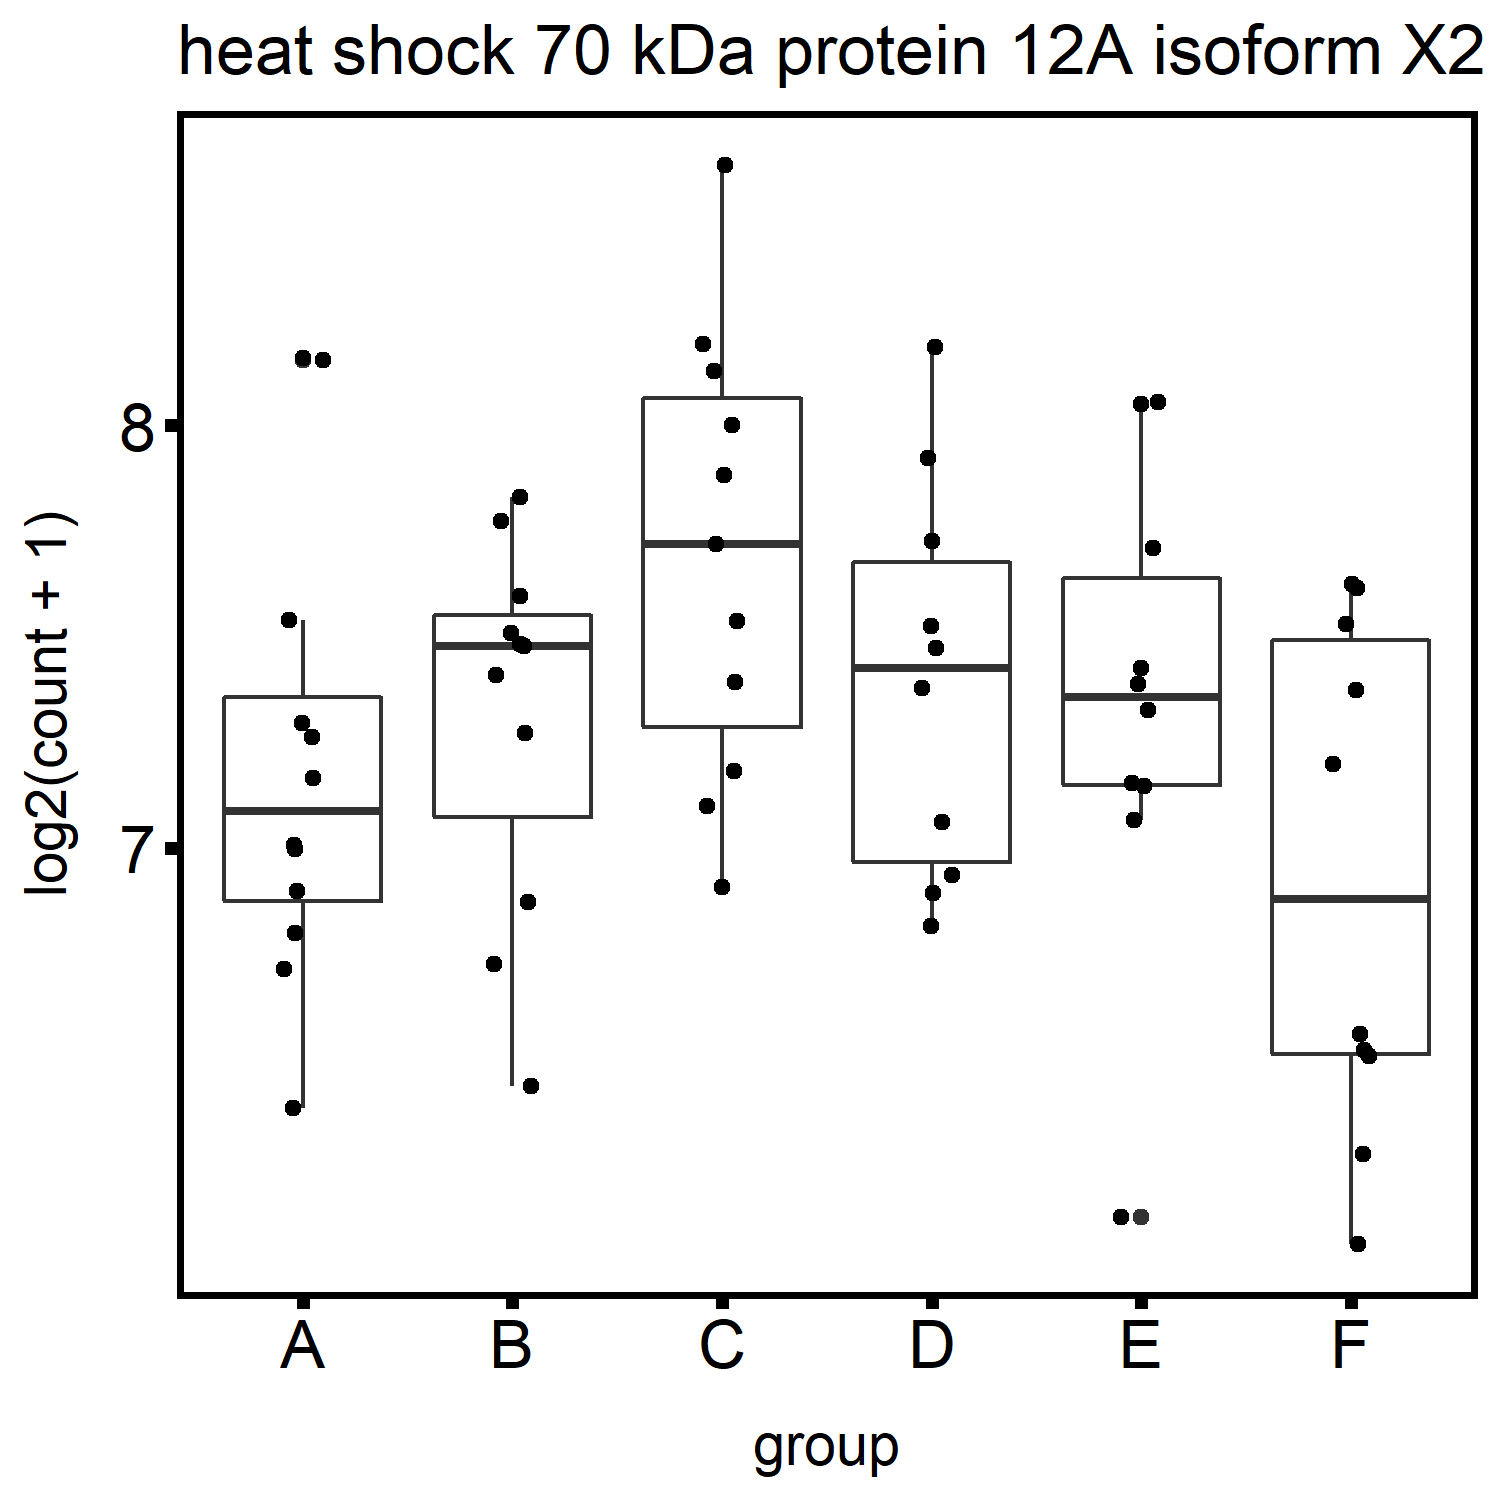 heat shock 70 kDa protein 12A isoform X2
log2(count + 1)
8
7
A B C D E F
group